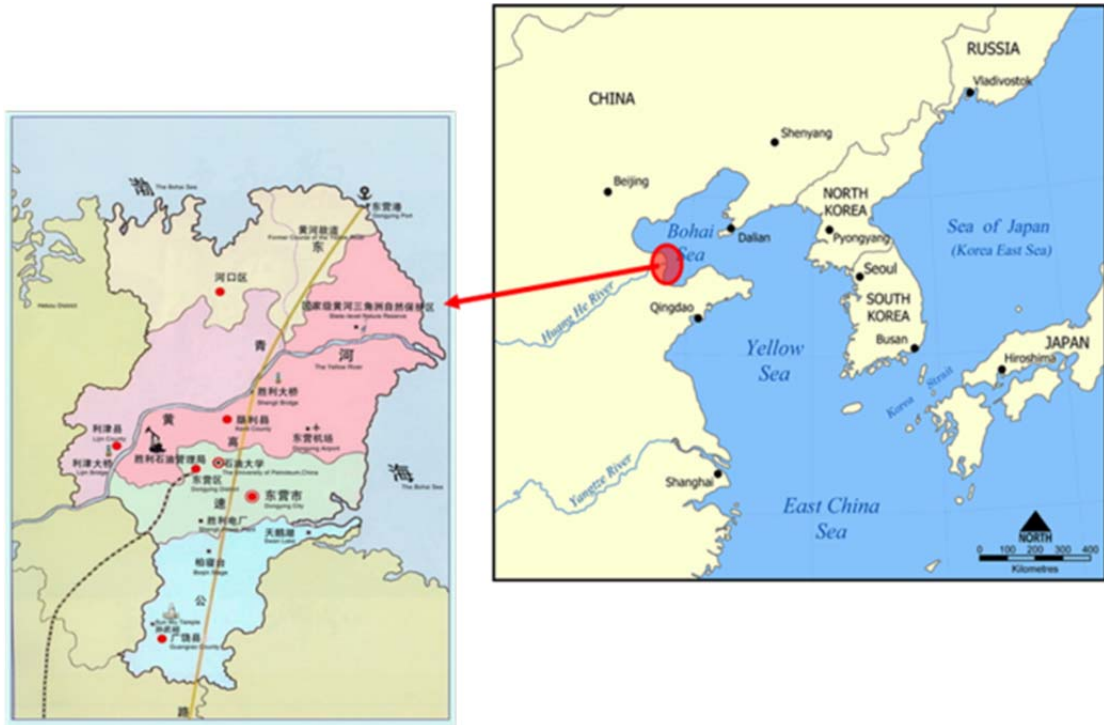 渤
The Bohai Sea
东营港
Dongying Port
黄河故道
Former Course of the Yellow River
东
河口区
Hekou District
国家级黄河三角洲自然保护区
State-level Nature Reserve
青
河
The Yellow River
胜利大桥
Shengli Bridge
黄
垦利县
Kenli County
高
东营机场
Dongying Airport
利津县
Lijin County
利津大桥
Lijin Bridge
胜利石油管理局
石油大学
The University of Petroleum,China
东营区
Dongying District
东营市
Dongying City
海
The Bohai Sea
速
胜利电厂
天鹅湖
Swan Lake
柏寝台
公
Sun Wu Temple
广饶县
Guangrao County
路
RUSSIA
Vladivostok
CHINA
Shenyang
Beijing
NORTH
KOREA
Sea of Japan
(Korea East Sea)
Bohai
Sea
Dalian
Pyongyang
Seoul
Huang He River
Qingdao
SOUTH
KOREA
Busan
JAPAN
Hiroshima
Yellow
Sea
Korea Strait
Yangtze River
Shanghai
East China
Sea
NORTH
0 100 200 300 400
Kilometres